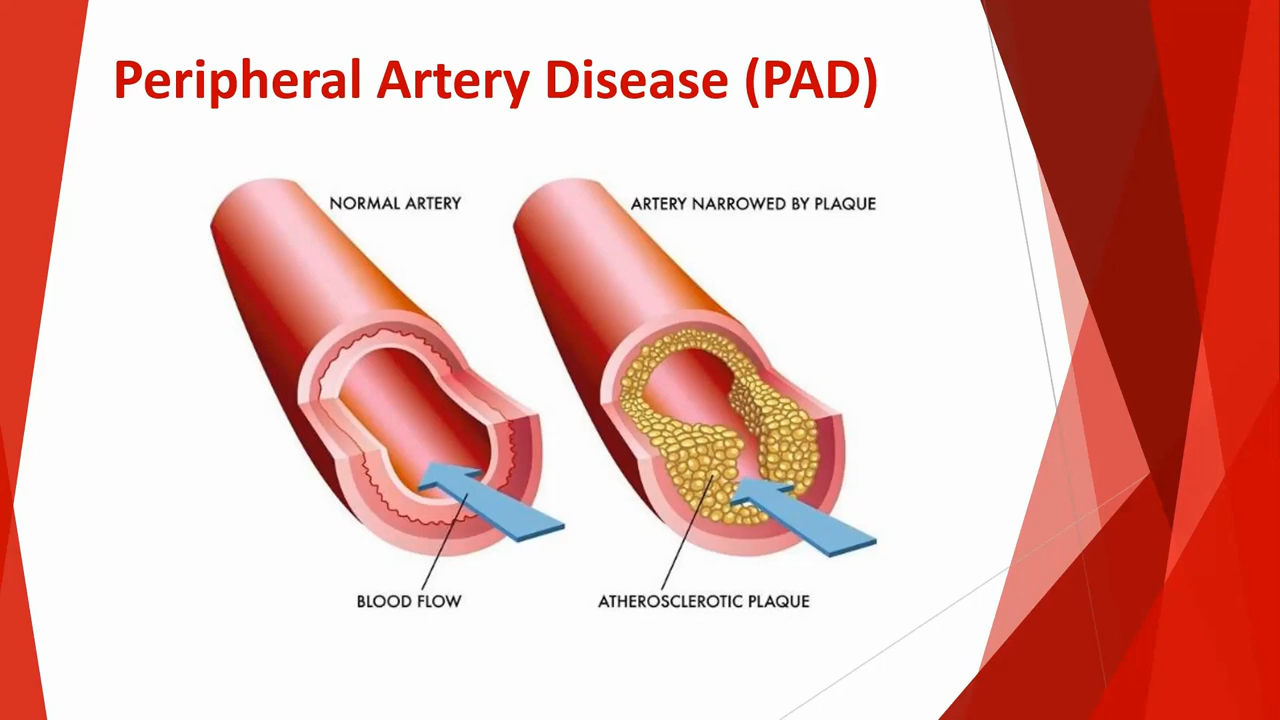 Peripheral Artery Disease (PAD)
NORMAL ARTERY
ARTERY NARROWED BY PLAQUE
BLOOD FLOW
ATHEROSCLEROTIC PLAQUE